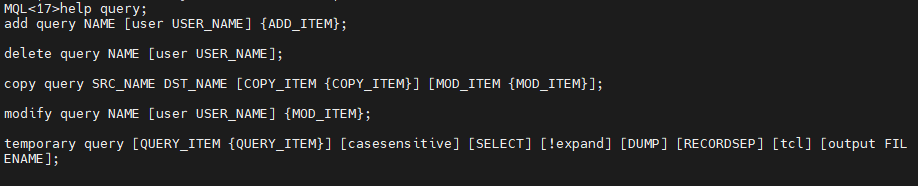 MQL<17>help query;
add query NAME [user USER_NAME] {ADD_ITEM};
delete query NAME [user USER_NAME];
copy query SRC_NAME DST_NAME [COPY_ITEM {COPY_ITEM}] [MOD_ITEM {MOD_ITEM}];
modify query NAME [user USER_NAME] {MOD_ITEM};
temporary query [QUERY_ITEM {QUERY_ITEM}] [casesensitive] [SELECT] [!expand] [DUMP] [RECORDSEP] [tcl] [output FIL
ENAME];